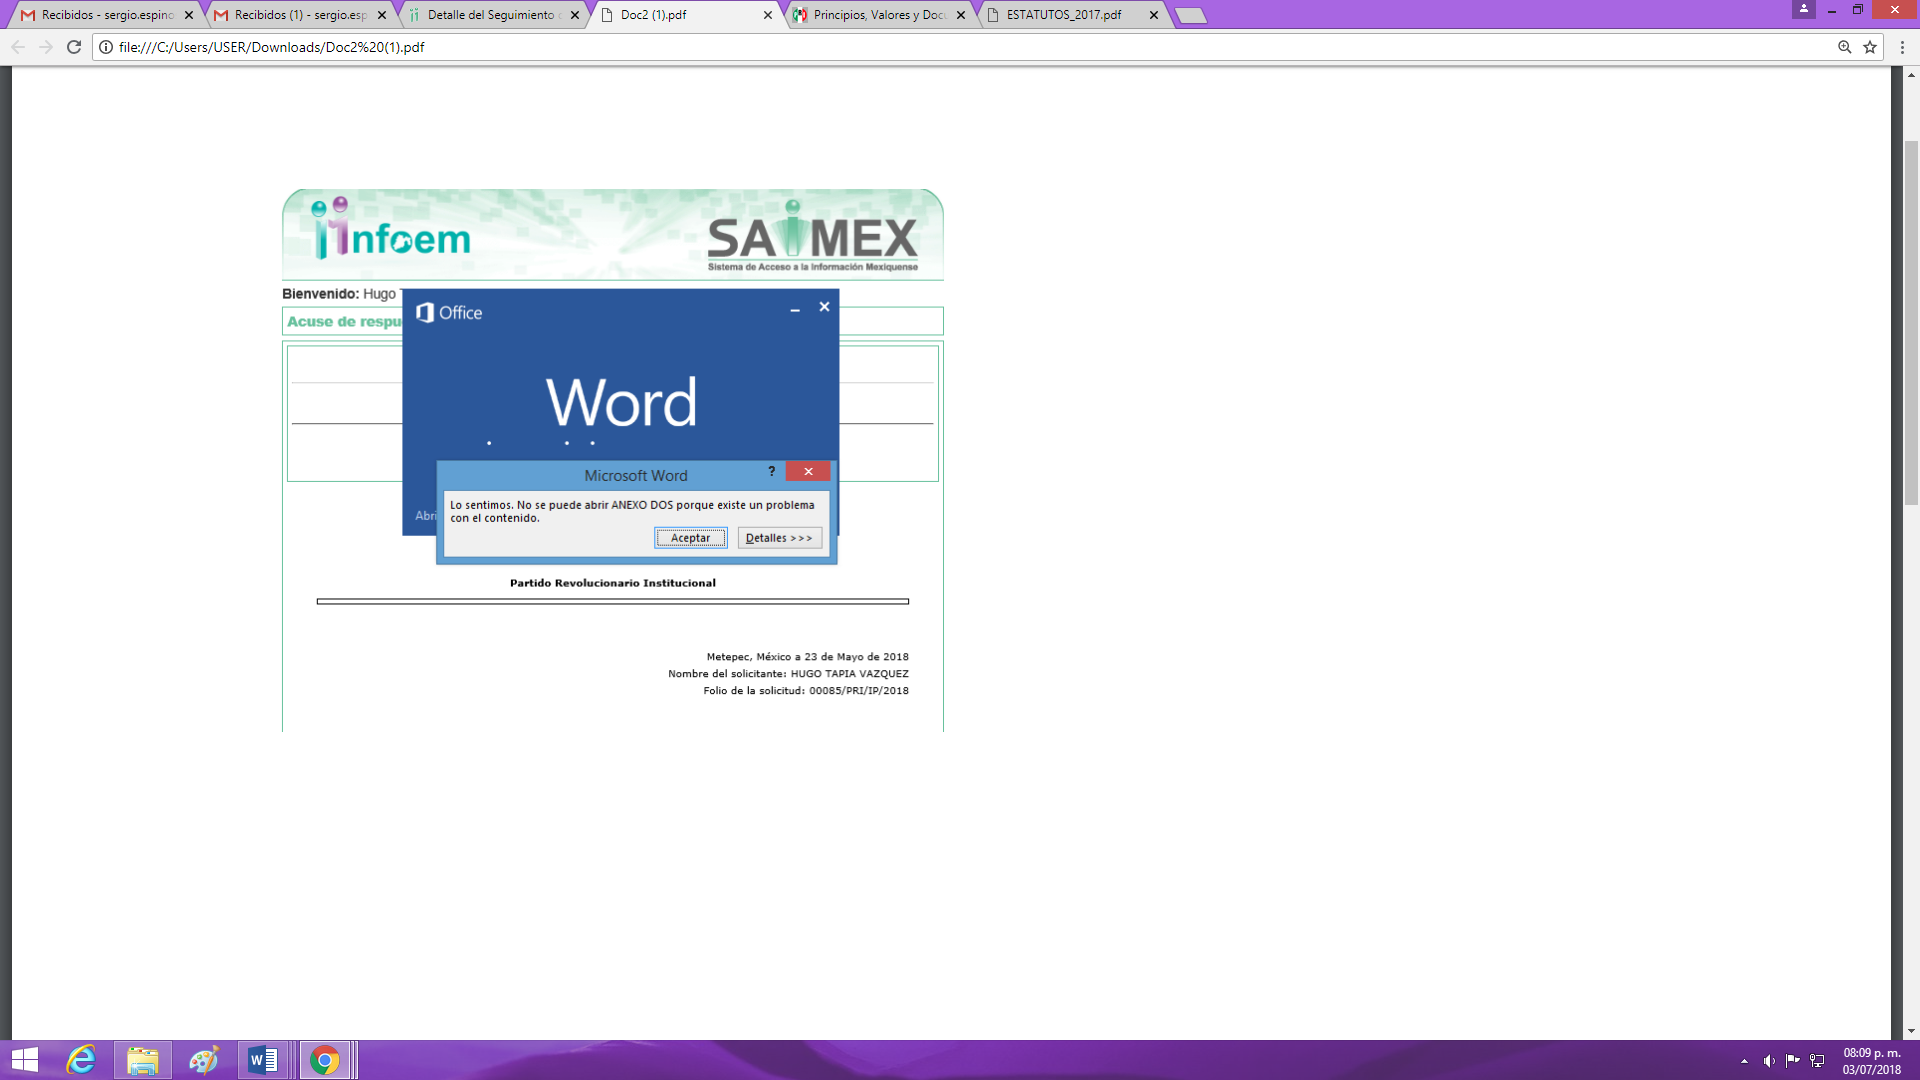 Recibidos - sergio.espino
Recibidos (1) - sergio.esp
Detalle del Seguimiento
Doc2 (1).pdf
Principios, Valores y Docu
ESTATUTOS_2017.pdf
file:///C:/Users/USER/Downloads/Doc2%20(1).pdf
infoem
SAIMEX
Sistema de Acceso a la Información Mexiquense
Bienvenido: Hugo
Acuse de respu
Office
Word
Microsoft Word
?
Lo sentimos. No se puede abrir ANEXO DOS porque existe un problema
con el contenido.
Abri
Aceptar
Detalles >>>
Partido Revolucionario Institucional
Metepec, México a 23 de Mayo de 2018
Nombre del solicitante: HUGO TAPIA VAZQUEZ
Folio de la solicitud: 00085/PRI/IP/2018
08:09 p. m.
03/07/2018